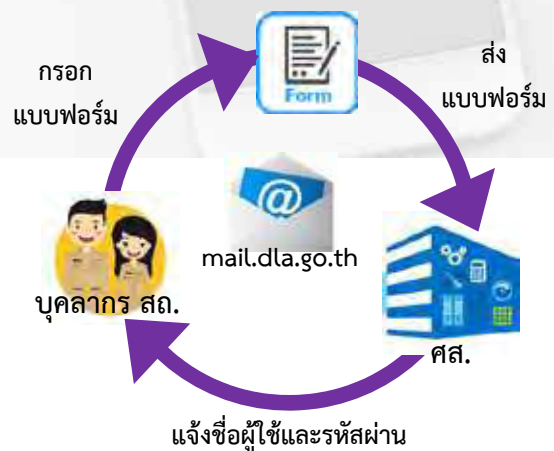 กรอก
แบบฟอร์ม
Form
ส่ง
แบบฟอร์ม
@
mail.dla.go.th
บุคลากร สถ.
ศส.
แจ้งชื่อผู้ใช้และรหัสผ่าน